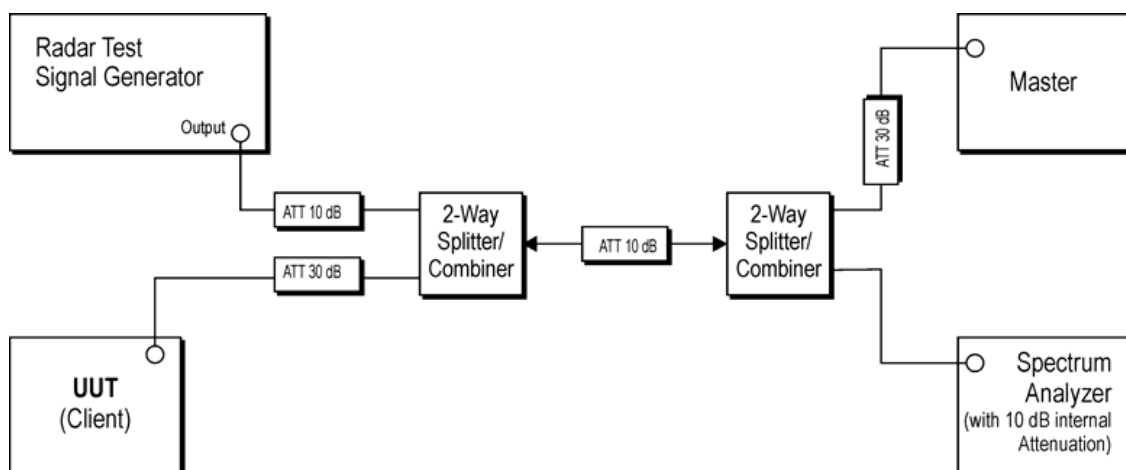 Radar Test
Signal Generator
Output
ATT 10 dB
ATT 30 dB
UUT
(Client)
2-Way
Splitter/
Combiner
ATT 10 dB
2-Way
Splitter/
Combiner
ATT 30 dB
Master
Spectrum
Analyzer
(with 10 dB internal
Attenuation)